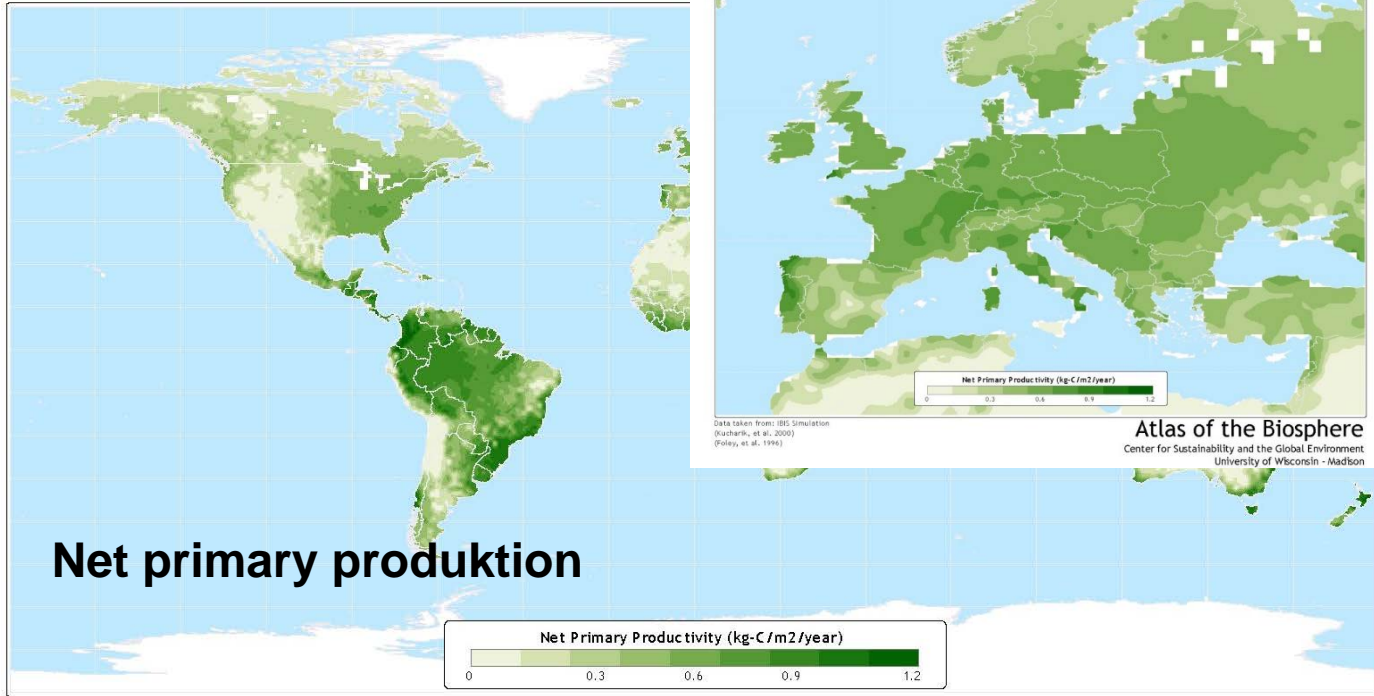 Net Primary Productivity (kg-C/m2/year)
0 0.3 0.6 0.9 1.2
Data taken from: IBIS Simulation
(Kucharik, et al. 2000)
(Foley, et al. 1996)
Atlas of the Biosphere
Center for Sustainability and the Global Environment
University of Wisconsin - Madison
Net primary produktion
Net Primary Productivity (kg-C/m2/year)
0 0.3 0.6 0.9 1.2